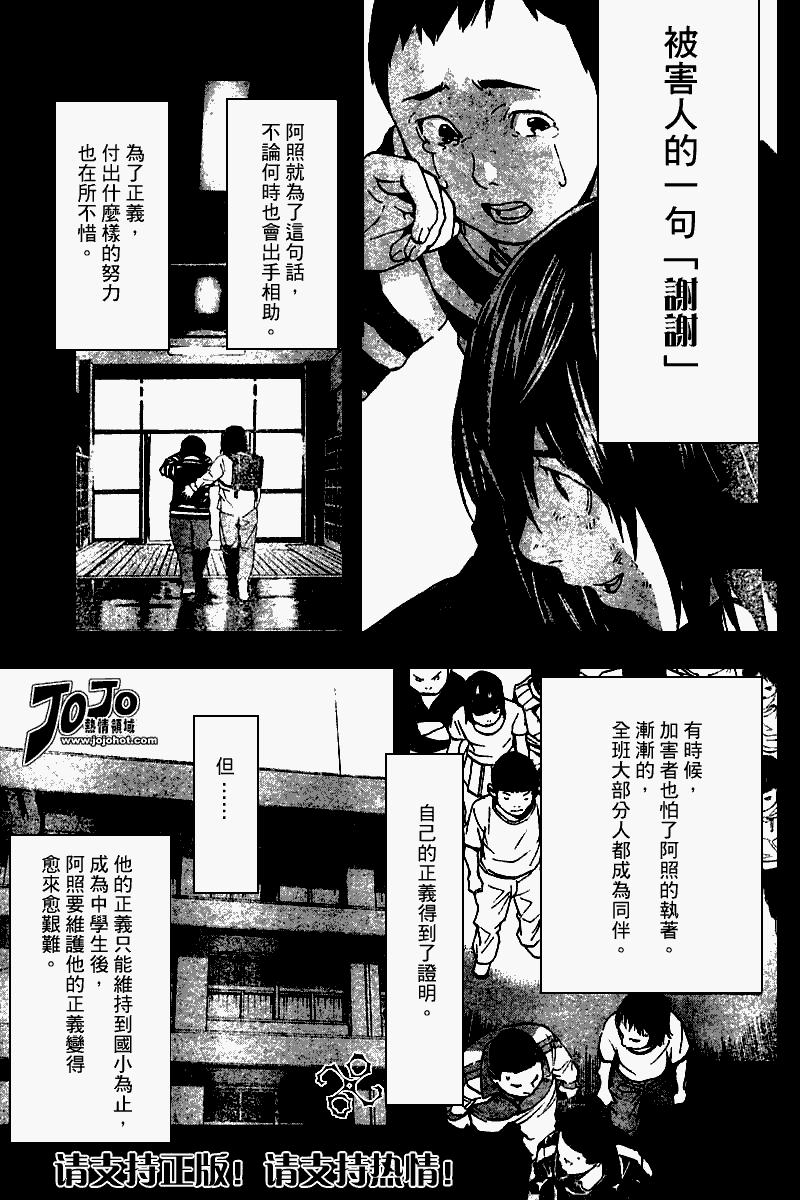 被害人的一句「謝謝」
阿照就為了這句話，
不論何時也會出手相助。
為了正義，
付出什麼樣的努力
也在所不惜。
有時候，
加害者也怕了阿照的執著。
漸漸的，
全班大部分人都成為同伴。
自己的正義得到了證明。
但……
他的正義只能維持到國小為止，
成為中學生後，
阿照要維護他的正義變得
愈來愈艱難。
JOJO
熱情領域
www.jojohot.com
请支持正版！请支持热情！